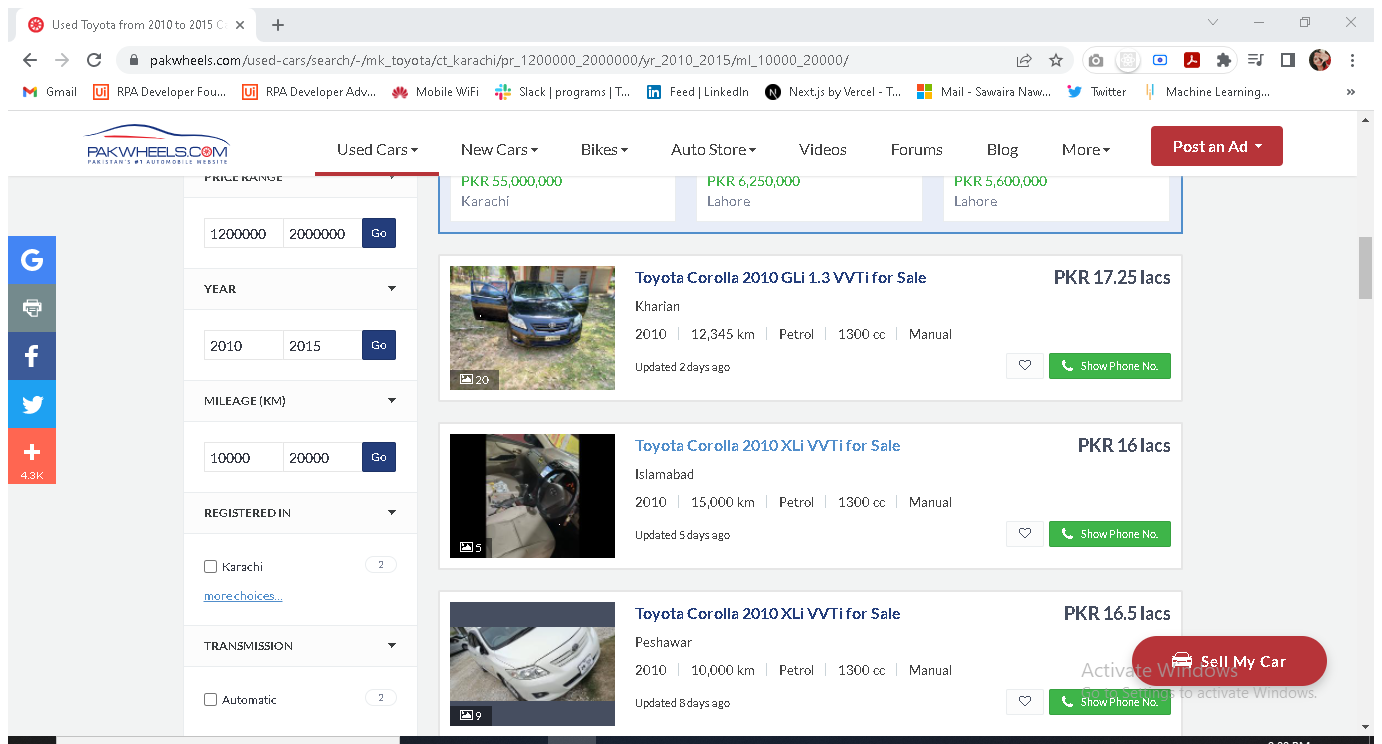 Used Toyota from 2010 to 2015 C
pakwheels.com/used-cars/search/-/mk_toyota/ct_karachi/pr_1200000_2000000/yr_2010_2015/ml_10000_20000/
Gmail
RPA Developer Fou...
RPA Developer Adv...
Mobile WiFi
Slack | programs | T...
Feed | LinkedIn
Next.js by Vercel - T...
Mail - Sawaira Naw...
Twitter
Machine Learning...
»
PAKWHEELS.COM
PAKISTAN'S #1 AUTOMOBILE WEBSITE
Used Cars
New Cars
Bikes
Auto Store
Videos
Forums
Blog
More
Post an Ad
PRICE RANGE
1200000 2000000 Go
YEAR
2010 2015 Go
MILEAGE (KM)
10000 20000 Go
REGISTERED IN
Karachi 2
more choices...
TRANSMISSION
Automatic 2
4.3K
PKR 55,000,000
Karachi
PKR 6,250,000
Lahore
PKR 5,600,000
Lahore
20
Toyota Corolla 2010 GLi 1.3 VVTi for Sale
PKR 17.25 lacs
Kharian
2010 12,345 km Petrol 1300 cc Manual
Updated 2 days ago
Show Phone No.
5
Toyota Corolla 2010 XLi VVTi for Sale
PKR 16 lacs
Islamabad
2010 15,000 km Petrol 1300 cc Manual
Updated 5 days ago
Show Phone No.
9
Toyota Corolla 2010 XLi VVTi for Sale
PKR 16.5 lacs
Peshawar
2010 10,000 km Petrol 1300 cc Manual
Updated 8 days ago
Show Phone No.
Sell My Car
Activate Windows
Go to Settings to activate Windows.